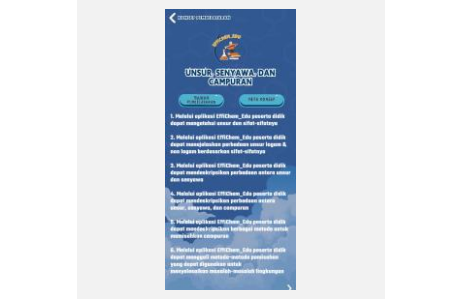 KONSEP PEMBELAJARAN
EFFICHEM_EDU
UNSUR, SENYAWA, DAN
CAMPURAN
TUJUAN
PEMBELAJARAN
PETA KONSEP
1. Melalui aplikasi EffiChem_Edu peserta didik
dapat mengetahui unsur dan sifat-sifatnya
2. Melalui aplikasi EffiChem_Edu peserta didik
dapat menjelaskan perbedaan unsur logam &
non logam berdasarkan sifat-sifatnya
3. Melalui aplikasi EffiChem_Edu peserta didik
dapat mendeskripsikan perbedaan antara unsur
dan senyawa
4. Melalui aplikasi EffiChem_Edu peserta didik
dapat mendeskripsikan perbedaan antara
unsur, senyawa, dan campuran
5. Melalui aplikasi EffiChem_Edu peserta didik
dapat mendeskripsikan berbagai metode untuk
memisahkan campuran
6. Melalui aplikasi EffiChem_Edu peserta didik
dapat menggali metode-metode pemisahan
yang dapat digunakan untuk
menyelesaikan masalah-masalah lingkungan